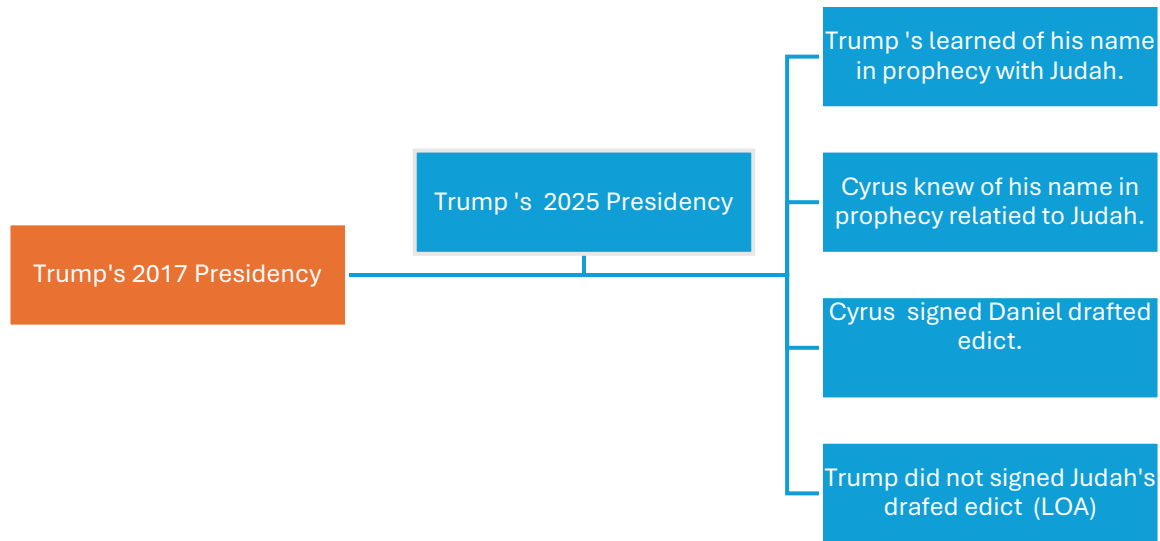 Trump's 2017 Presidency
Trump 's  2025 Presidency
Trump 's learned of his name
in prophecy with Judah.
Cyrus knew of his name in
prophecy relatied to Judah.
Cyrus  signed Daniel drafted
edict.
Trump did not signed Judah's
drafed edict  (LOA)